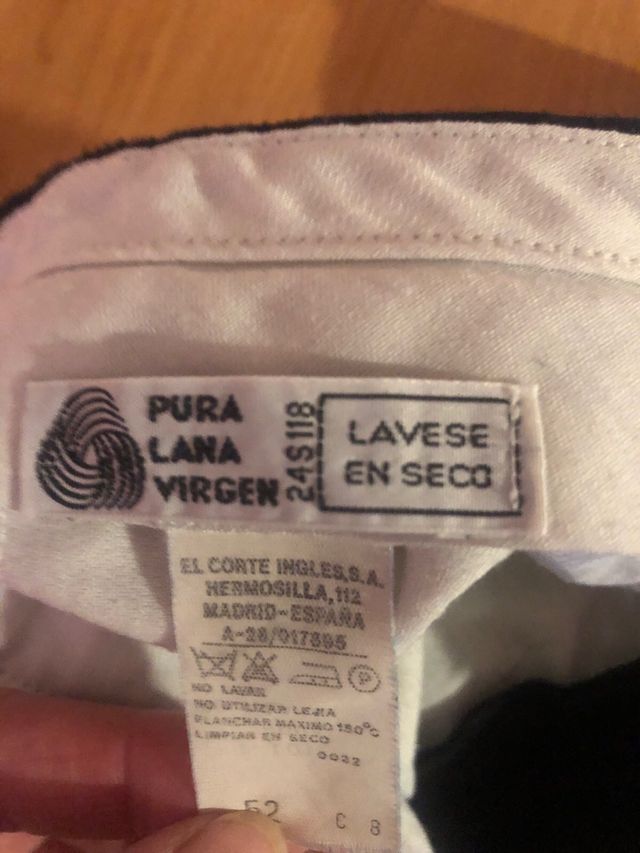 PURA
LANA
VIRGEN
24S118
LAVESE
EN SECO
EL CORTE INGLES,S.A.
HERMOSILLA,112
MADRID-ESPAÑA
A-28/017895
P
NO LAVAR
NO UTILIZAR LEJIA
PLANCHAR MAXIMO 150°C
LIMPIAR EN SECO
0032
52 C 8